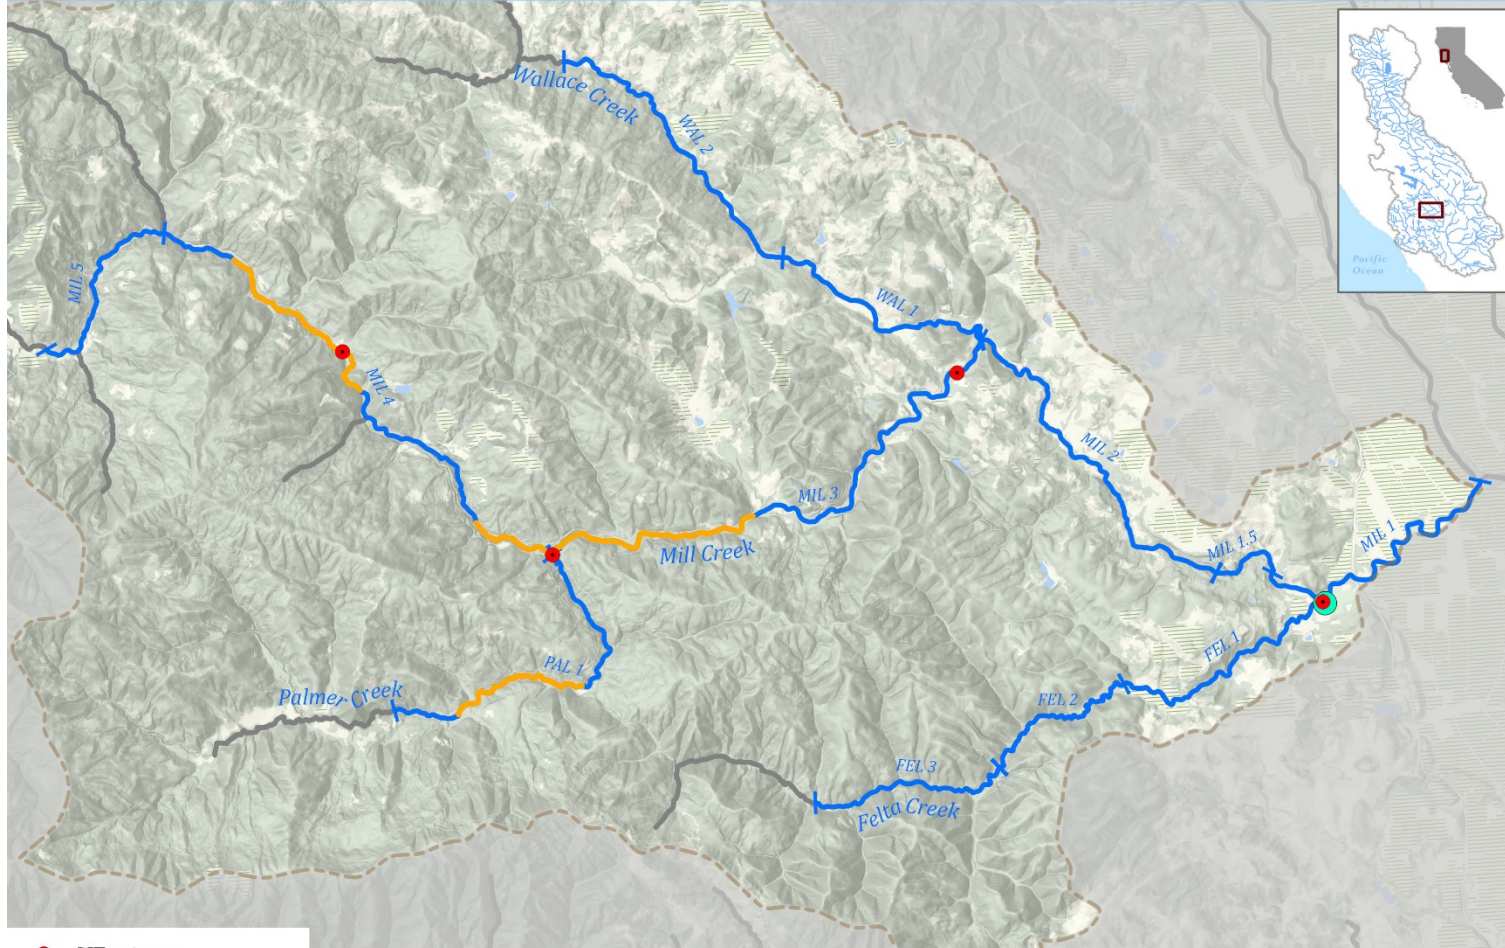 Wallace Creek
WAL 2
Pacific
Ocean
MIL 5
WAL 1
MIL 4
MIL 2
MIL 3
Mill Creek
MIL 1.5
MIL 1
FEL 1
PAL 1
Palmer Creek
FEL 2
FEL 3
Felta Creek